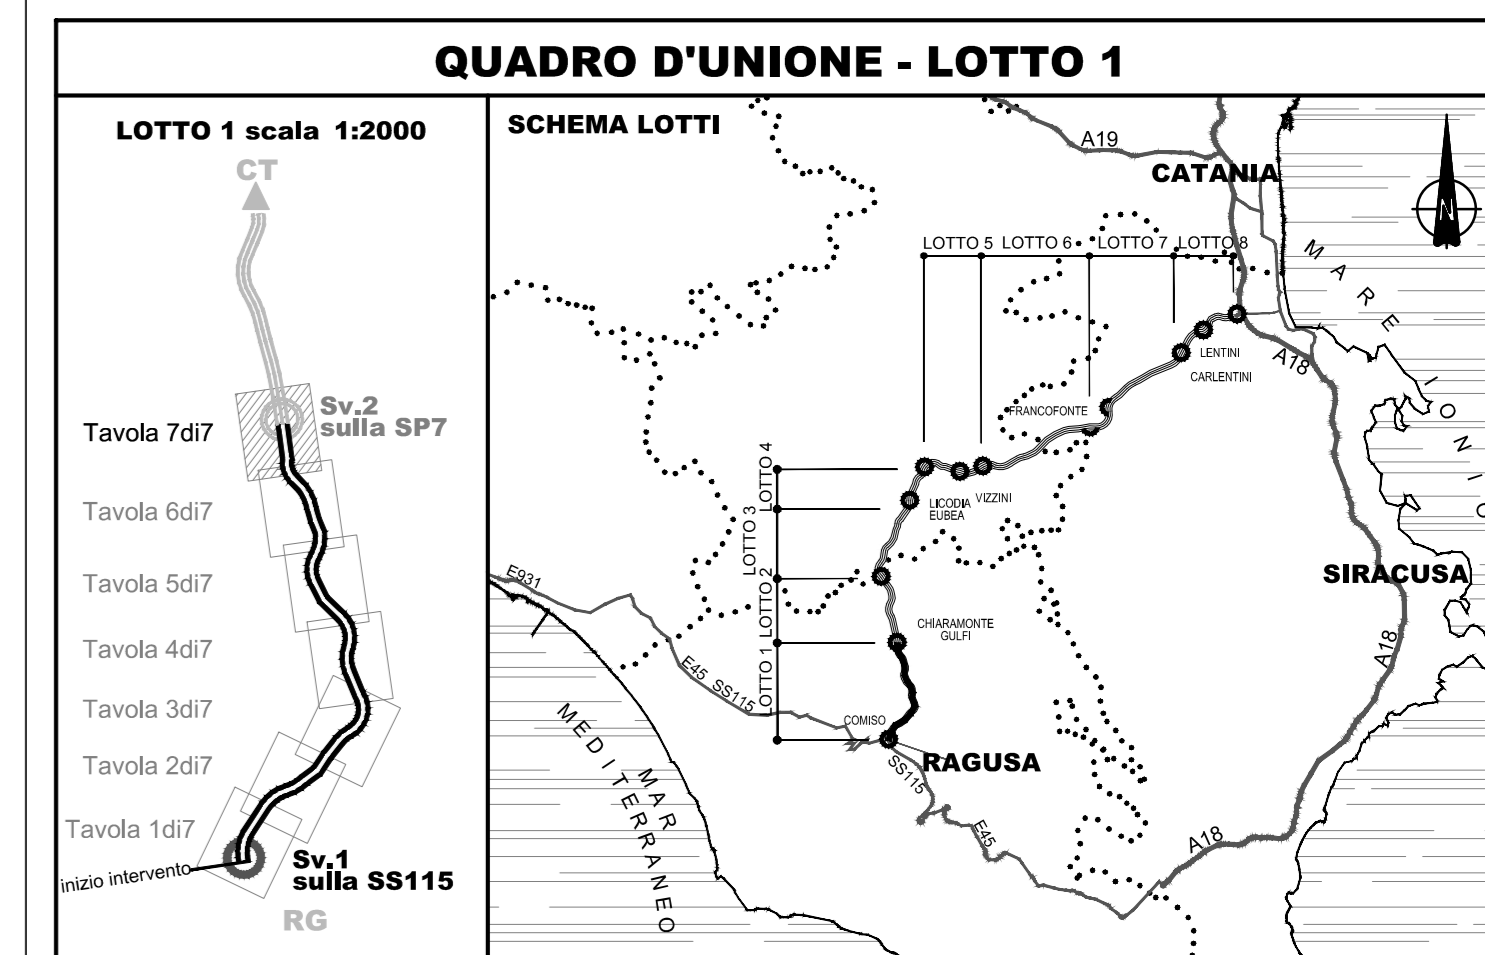 QUADRO D'UNIONE - LOTTO 1
LOTTO 1 scala 1:2000
CT
Sv.2
sulla SP7
Tavola 7di7
Tavola 6di7
Tavola 5di7
Tavola 4di7
Tavola 3di7
Tavola 2di7
Tavola 1di7
inizio intervento
Sv.1
sulla SS115
RG
SCHEMA LOTTI
A19
CATANIA
N
LOTTO 5
LOTTO 6
LOTTO 7
LOTTO 8
MARE
IONIO
LENTINI
CARLENTINI
A18
FRANCOFONTE
LOTTO 4
LOTTO 3
LOTTO 2
LOTTO 1
LICODIA
EUBEA
VIZZINI
E931
SIRACUSA
CHIARAMONTE
GULFI
E45 SS115
A18
COMISO
RAGUSA
SS115
MAR
MEDITERRANEO
E45
A18